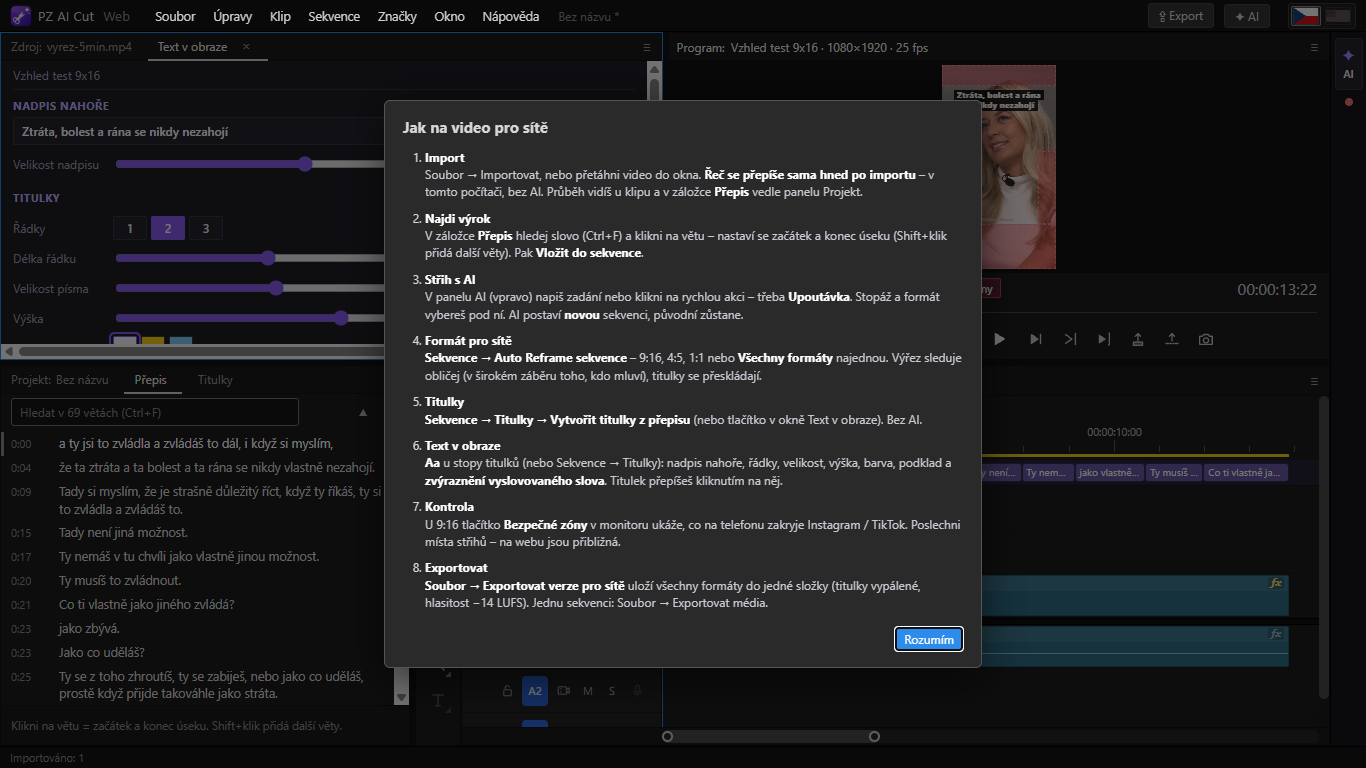 PZ AI Cut Web
Soubor Úpravy Klip Sekvence Značky Okno Nápověda
Bez názvu *
Export
AI
Zdroj: vyrez-5min.mp4
Text v obraze ×
Program: Vzhled test 9x16 · 1080×1920 · 25 fps
Vzhled test 9x16
NADPIS NAHOŘE
Ztráta, bolest a rána se nikdy nezahojí
Velikost nadpisu
TITULKY
Řádky
1 2 3
Délka řádku
Velikost písma
Výška
Ztráta, bolest a rána
nikdy nezahojí
AI
ny
00:00:13:22
Jak na video pro sítě
1. Import
Soubor → Importovat, nebo přetáhni video do okna. Řeč se přepíše sama hned po importu – v
tomto počítači, bez AI. Průběh vidíš u klipu a v záložce Přepis vedle panelu Projekt.
2. Najdi výrok
V záložce Přepis hledej slovo (Ctrl+F) a klikni na větu – nastaví se začátek a konec úseku (Shift+klik
přidá další věty). Pak Vložit do sekvence.
3. Střih s AI
V panelu AI (vpravo) napiš zadání nebo klikni na rychlou akci – třeba Upoutávka. Stopáž a formát
vybereš pod ní. AI postaví novou sekvenci, původní zůstane.
4. Formát pro sítě
Sekvence → Auto Reframe sekvence – 9:16, 4:5, 1:1 nebo Všechny formáty najednou. Výřez sleduje
obličej (v širokém záběru toho, kdo mluví), titulky se přeskládají.
5. Titulky
Sekvence → Titulky → Vytvořit titulky z přepisu (nebo tlačítko v okně Text v obraze). Bez AI.
6. Text v obraze
Aa u stopy titulků (nebo Sekvence → Titulky): nadpis nahoře, řádky, velikost, výška, barva, podklad a
zvýraznění vyslovovaného slova. Titulek přepíšeš kliknutím na něj.
7. Kontrola
U 9:16 tlačítko Bezpečné zóny v monitoru ukáže, co na telefonu zakryje Instagram / TikTok. Poslechni
místa střihů – na webu jsou přibližná.
8. Exportovat
Soubor → Exportovat verze pro sítě uloží všechny formáty do jedné složky (titulky vypálené,
hlasitost −14 LUFS). Jednu sekvenci: Soubor → Exportovat média.
Rozumím
Projekt: Bez názvu
Přepis
Titulky
Hledat v 69 větách (Ctrl+F)
0:00 a ty jsi to zvládla a zvládáš to dál, i když si myslím,
0:04 že ta ztráta a ta bolest a ta rána se nikdy vlastně nezahojí.
0:09 Tady si myslím, že je strašně důležitý říct, když ty říkáš, ty si
to zvládla a zvládáš to.
0:15 Tady není jiná možnost.
0:17 Ty nemáš v tu chvíli jako vlastně jinou možnost.
0:20 Ty musíš to zvládnout.
0:21 Co ti vlastně jako jiného zvládá?
0:23 jako zbývá.
0:23 Jako co uděláš?
0:25 Ty se z toho zhroutíš, ty se zabiješ, nebo jako co uděláš,
prostě když přijde takováhle jako stráta.
Klikni na větu = začátek a konec úseku. Shift+klik přidá další věty.
Importováno: 1
00:00:10:00
ny není... Ty nem... jako vlastně... Ty musíš ... Co ti vlastně ja...
fx
fx
T
A2 M S